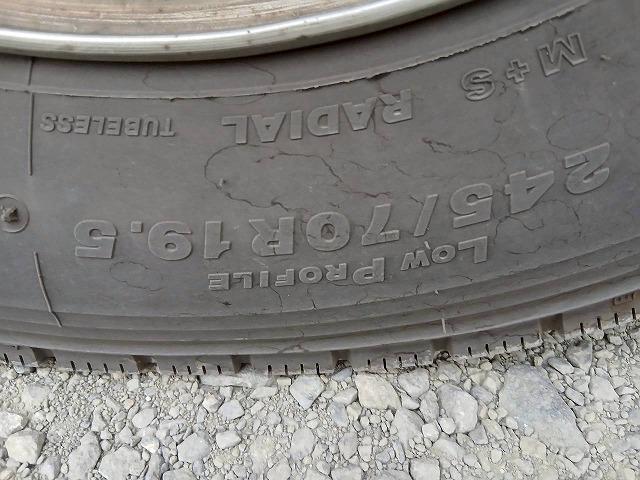 LOW PROFILE
245/70R19.5
TUBELESS RADIAL M+S